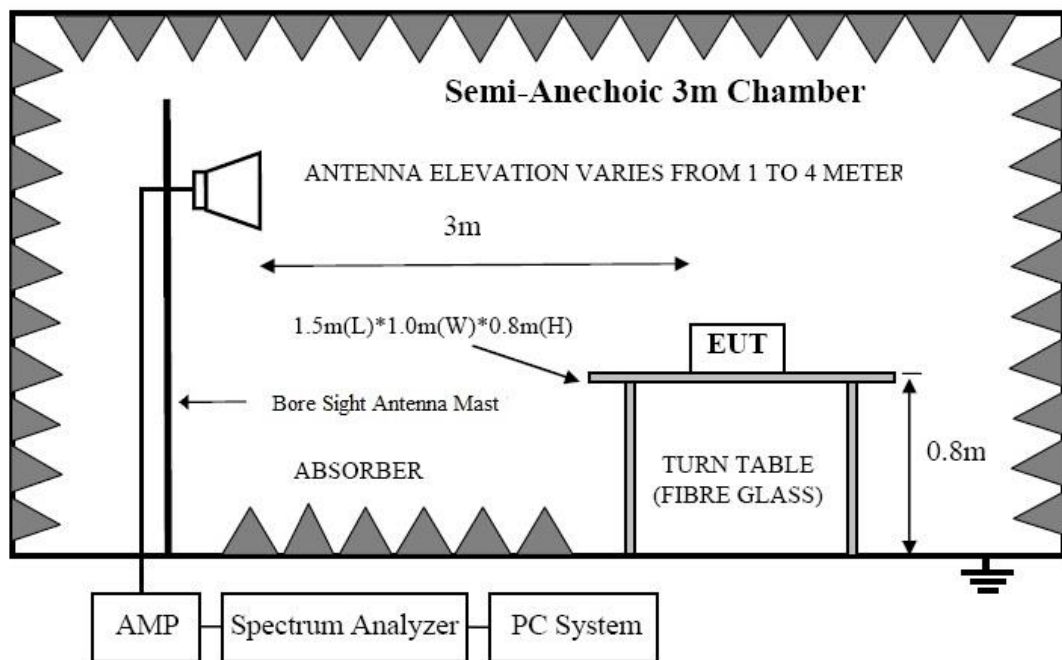 Semi-Anechoic 3m Chamber
ANTENNA ELEVATION VARIES FROM 1 TO 4 METER
3m
1.5m(L)*1.0m(W)*0.8m(H)
EUT
Bore Sight Antenna Mast
0.8m
ABSORBER
TURN TABLE
(FIBRE GLASS)
AMP
Spectrum Analyzer
PC System